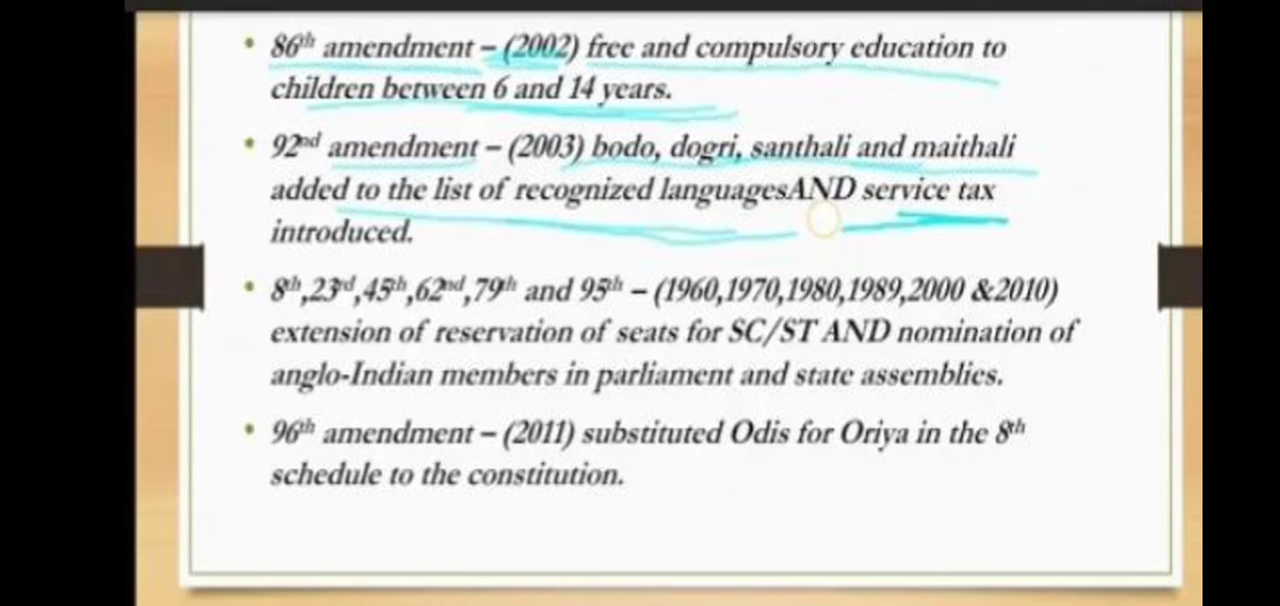 • 86th amendment – (2002) free and compulsory education to
children between 6 and 14 years.
• 92nd amendment – (2003) bodo, dogri, santhali and maithali
added to the list of recognized languagesAND service tax
introduced.
• 8th,23rd,45th,62nd,79th and 95th – (1960,1970,1980,1989,2000 &2010)
extension of reservation of seats for SC/ST AND nomination of
anglo-Indian members in parliament and state assemblies.
• 96th amendment – (2011) substituted Odis for Oriya in the 8th
schedule to the constitution.